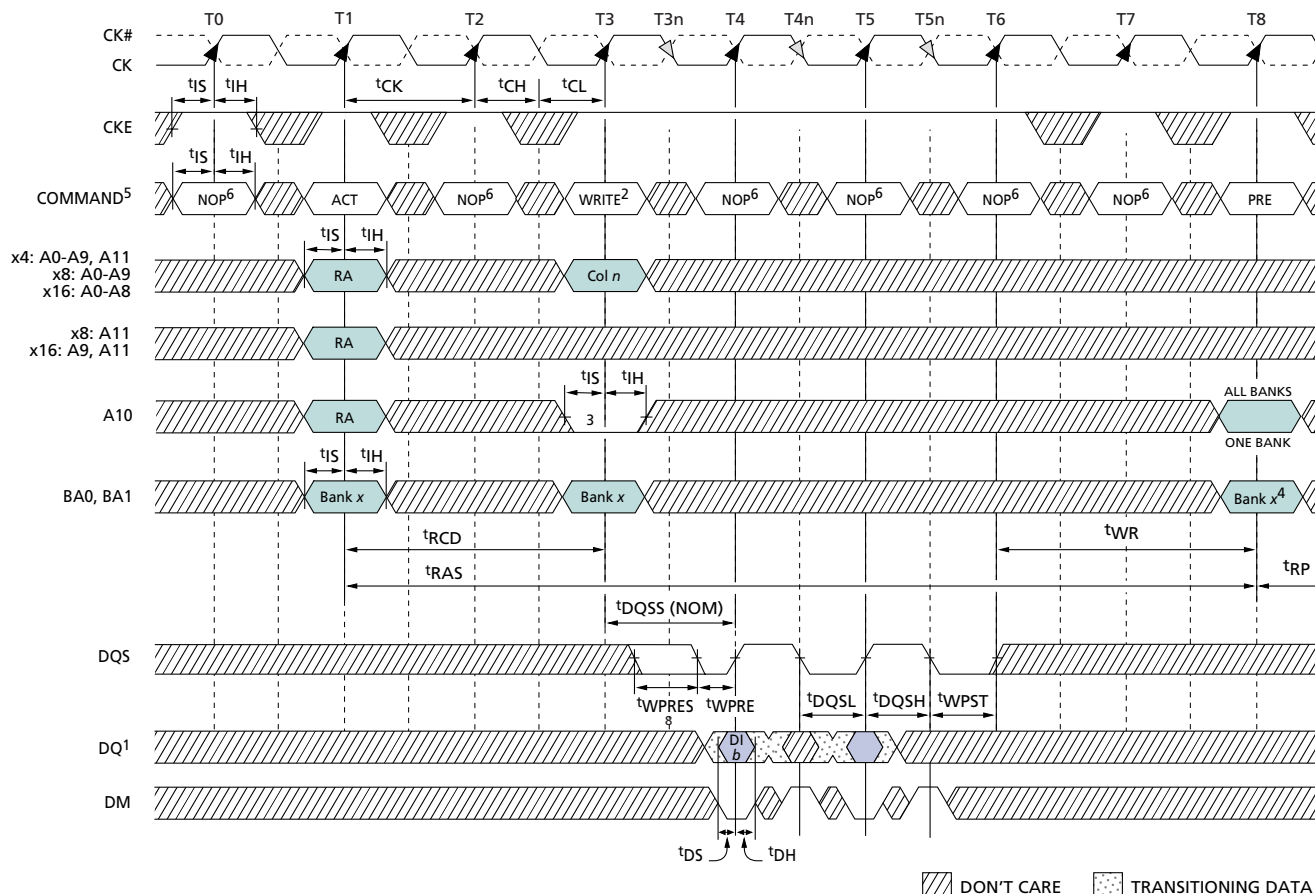 T0 T1 T2 T3 T3n T4 T4n T5 T5n T6 T7 T8
CK#
CK
tIS tIH tCK tCH tCL
CKE
tIS tIH
COMMAND5 NOP6 ACT NOP6 WRITE2 NOP6 NOP6 NOP6 NOP6 PRE
tIS tIH
x4: A0-A9, A11
x8: A0-A9
x16: A0-A8
RA Col n
x8: A11
x16: A9, A11
RA
tIS tIH
ALL BANKS
A10 RA 3
ONE BANK
tIS tIH
BA0, BA1 Bank x Bank x Bank x4
tRCD tWR
tRAS tRP
tDQSS (NOM)
DQS
tWPRES tWPRE tDQSL tDQSH tWPST
8
DQ1 DI
b
DM
tDS tDH
DON'T CARE TRANSITIONING DATA